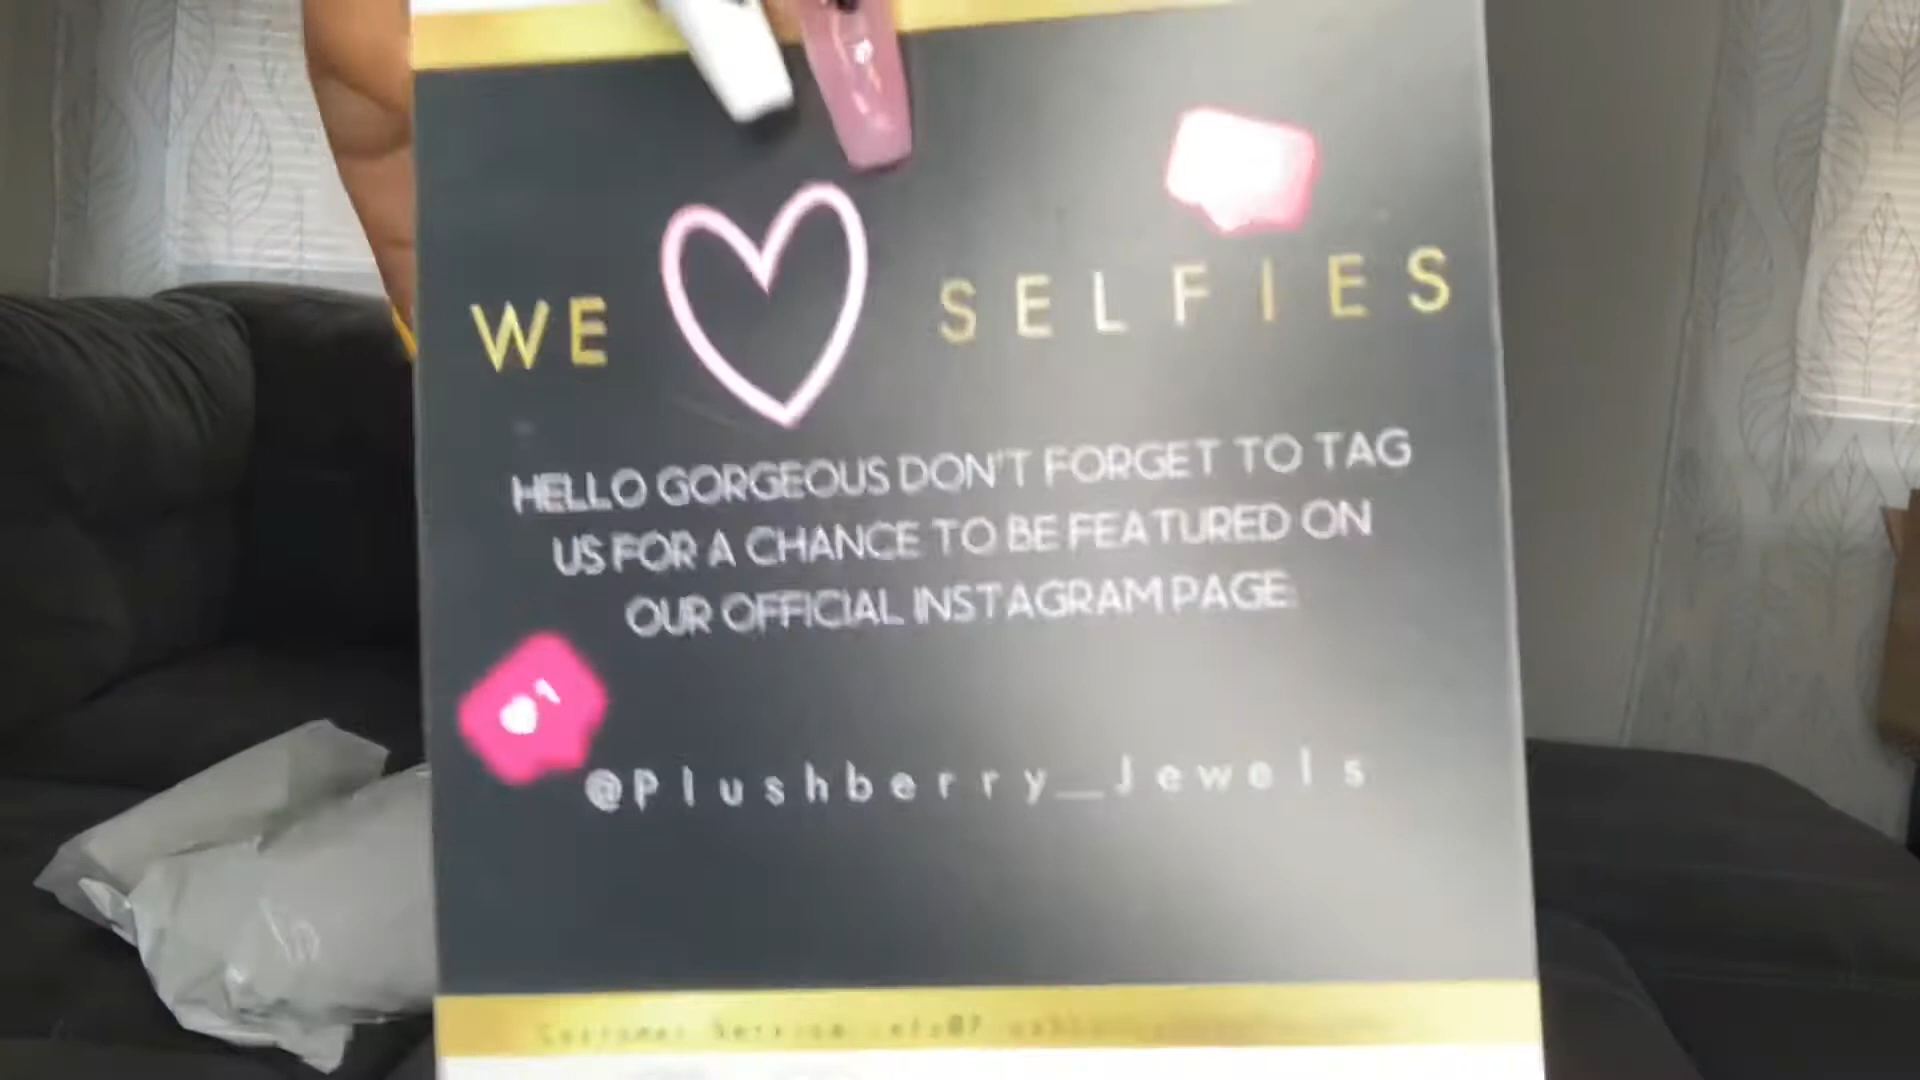 WE SELFIES
HELLO GORGEOUS DON'T FORGET TO TAG
US FOR A CHANCE TO BE FEATURED ON
OUR OFFICIAL INSTAGRAM PAGE
@Plushberry_Jewels
Customer Service